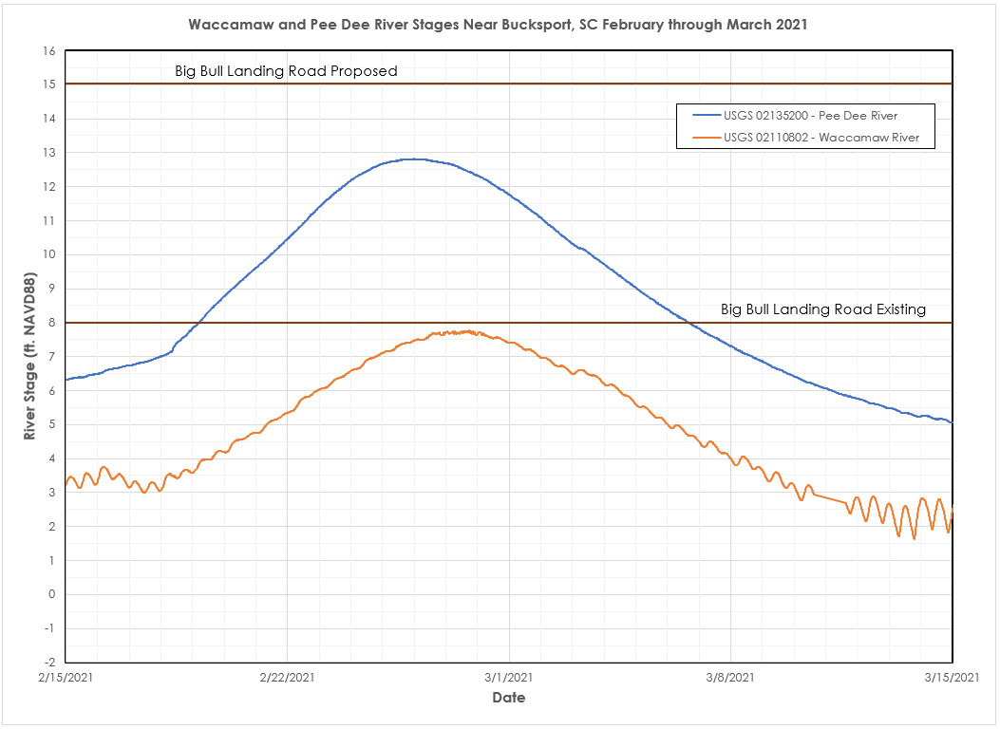 Waccamaw and Pee Dee River Stages Near Bucksport, SC February through March 2021
16
Big Bull Landing Road Proposed
15
USGS 02135200 - Pee Dee River
14
USGS 02110802 - Waccamaw River
13
12
11
10
9
Big Bull Landing Road Existing
8
7
6
5
4
3
2
1
0
-1
-2
River Stage (ft. NAVD88)
2/15/2021 2/22/2021 3/1/2021 3/8/2021 3/15/2021
Date